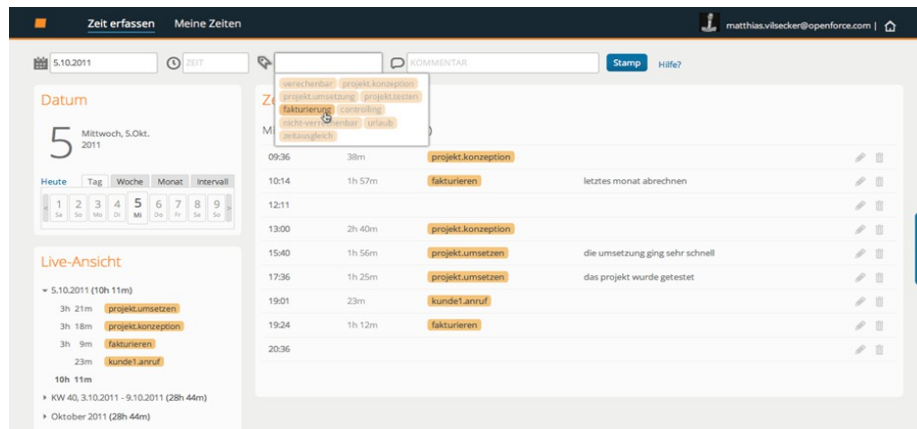 Zeit erfassen Meine Zeiten matthias.vilsecker@openforce.com |
5.10.2011 ZEIT KOMMENTAR Stamp Hilfe?
verechenbar projekt.konzeption
projekt.umsetzung projekt.testen
fakturierung controlling
nicht-verrechenbar urlaub
zeitausgleich
Datum
5 Mittwoch, 5.Okt.
2011
Heute Tag Woche Monat Intervall
< 1 2 3 4 5 6 7 8 9 >
Sa So Mo Di Mi Do Fr Sa So
Live-Ansicht
5.10.2011 (10h 11m)
3h 21m projekt.umsetzen
3h 18m projekt.konzeption
3h 9m fakturieren
23m kunde1.anruf
10h 11m
KW 40, 3.10.2011 - 9.10.2011 (28h 44m)
Oktober 2011 (28h 44m)
Ze
Mi )
09:36 38m projekt.konzeption
10:14 1h 57m fakturieren letztes monat abrechnen
12:11
13:00 2h 40m projekt.konzeption
15:40 1h 56m projekt.umsetzen die umsetzung ging sehr schnell
17:36 1h 25m projekt.umsetzen das projekt wurde getestet
19:01 23m kunde1.anruf
19:24 1h 12m fakturieren
20:36